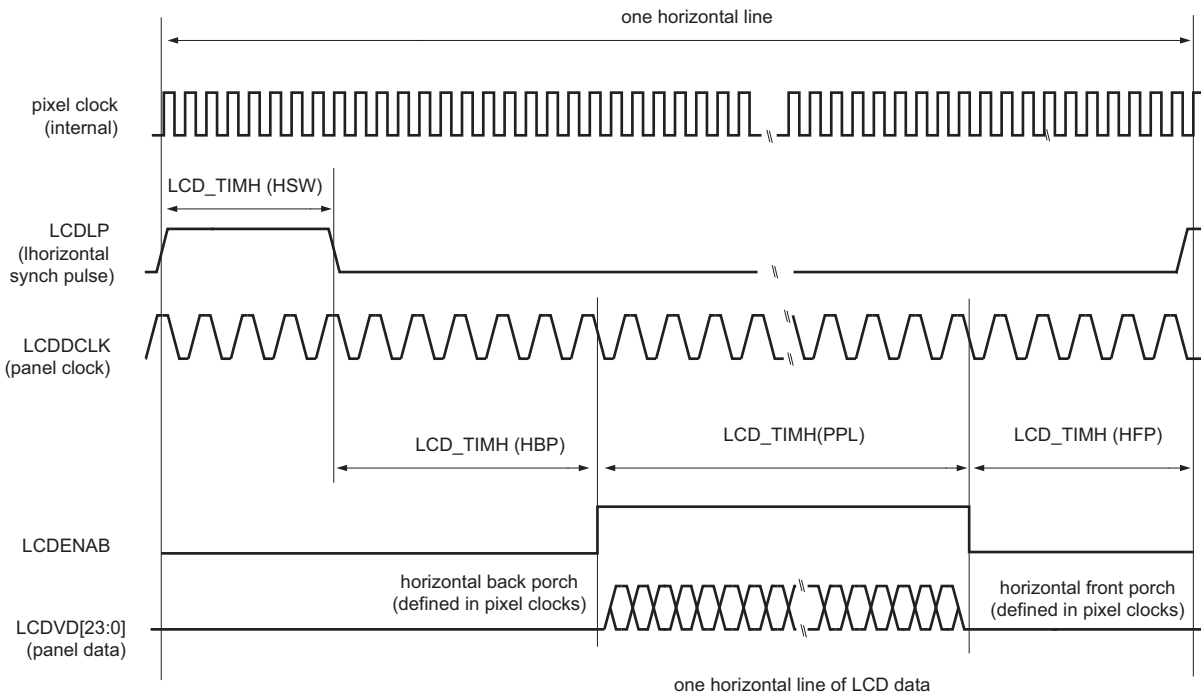 one horizontal line
pixel clock
(internal)
LCD_TIMH (HSW)
LCDLP
(lhorizontal
synch pulse)
LCDDCLK
(panel clock)
LCD_TIMH (HBP)
LCD_TIMH(PPL)
LCD_TIMH (HFP)
LCDENAB
horizontal back porch
(defined in pixel clocks)
horizontal front porch
(defined in pixel clocks)
LCDVD[23:0]
(panel data)
one horizontal line of LCD data